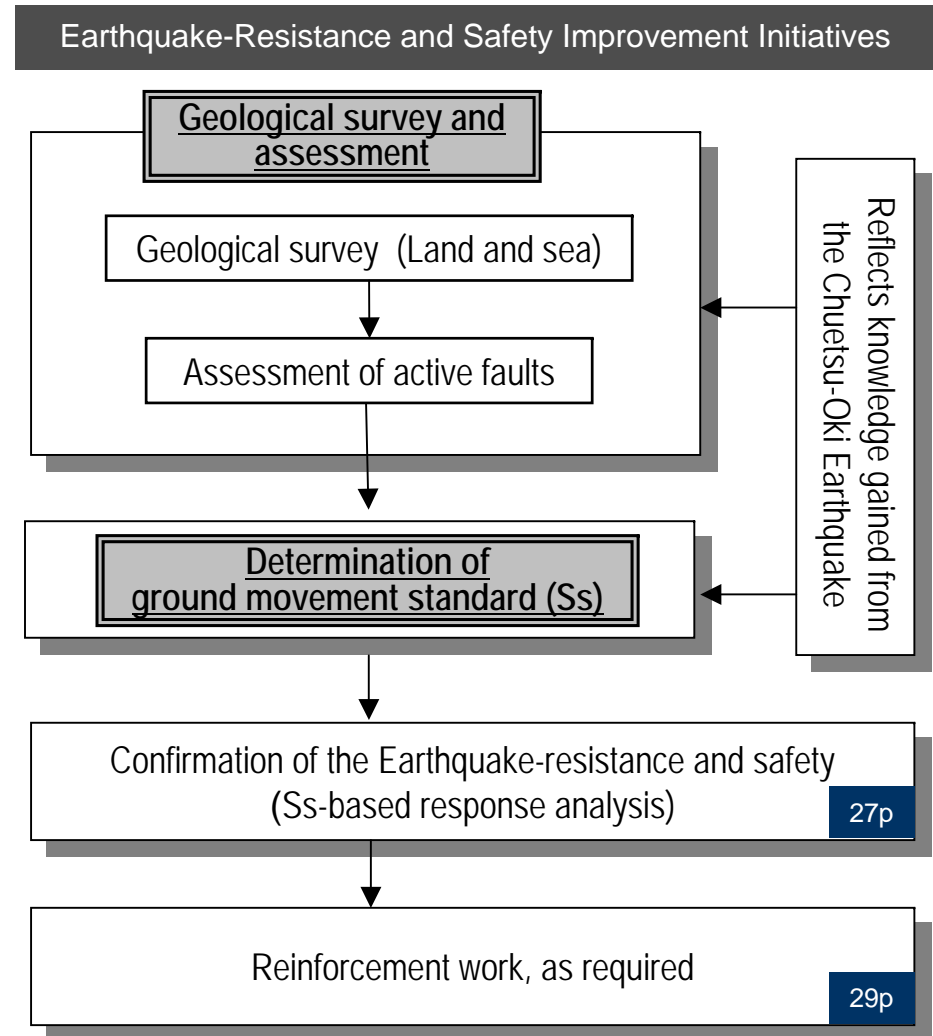 Earthquake-Resistance and Safety Improvement Initiatives
Geological survey and
assessment
Geological survey (Land and sea)
Assessment of active faults
Reflects knowledge gained from
the Chuetsu-Oki Earthquake
Determination of
ground movement standard (Ss)
Confirmation of the Earthquake-resistance and safety
(Ss-based response analysis)
27p
Reinforcement work, as required
29p